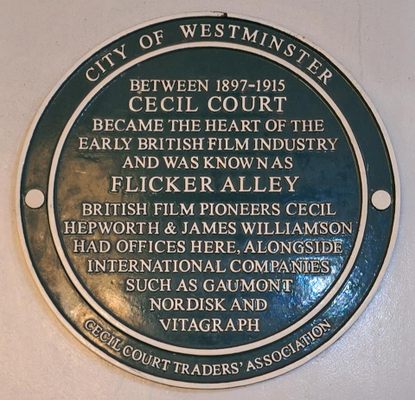 CITY OF WESTMINSTER
BETWEEN 1897-1915
CECIL COURT
BECAME THE HEART OF THE
EARLY BRITISH FILM INDUSTRY
AND WAS KNOWN AS
FLICKER ALLEY
BRITISH FILM PIONEERS CECIL
HEPWORTH & JAMES WILLIAMSON
HAD OFFICES HERE, ALONGSIDE
INTERNATIONAL COMPANIES
SUCH AS GAUMONT
NORDISK AND
VITAGRAPH
CECIL COURT TRADERS' ASSOCIATION